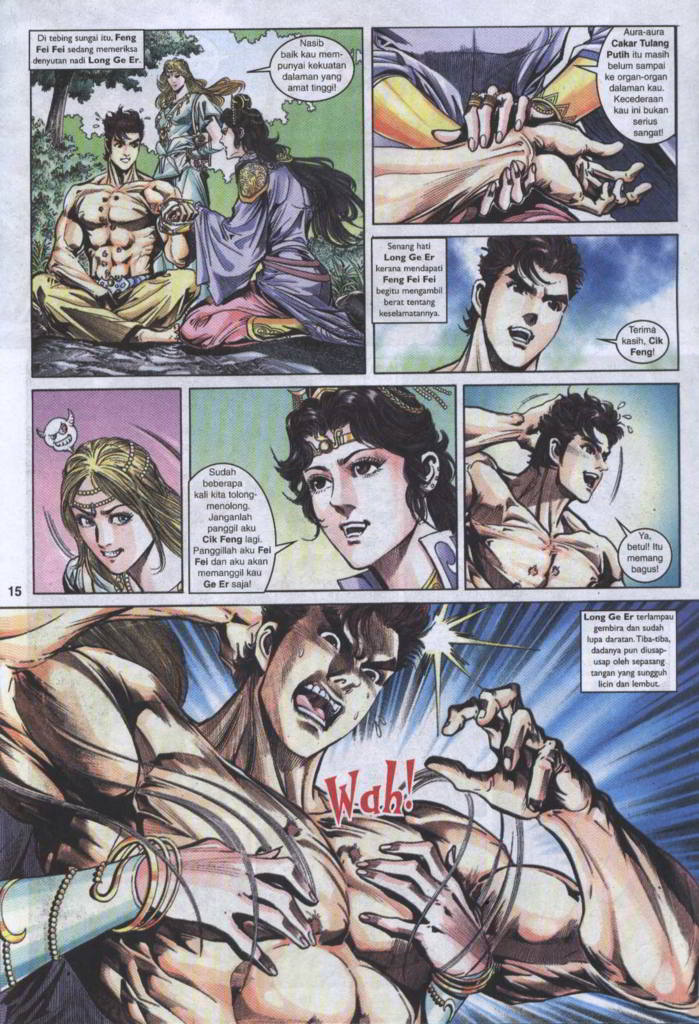 Di tebing sungai itu, Feng
Fei Fei sedang memeriksa
denyutan nadi Long Ge Er.
Nasib
baik kau mem-
punyai kekuatan
dalaman yang
amat tinggi!
Aura-aura
Cakar Tulang
Putih itu masih
belum sampai
ke organ-organ
dalaman kau.
Kecederaan
kau ini bukan
serius
sangat!
Senang hati
Long Ge Er
kerana mendapati
Feng Fei Fei
begitu mengambil
berat tentang
keselamatannya.
Terima
kasih, Cik
Feng!
Sudah
beberapa
kali kita tolong-
menolong.
Janganlah
panggil aku
Cik Feng lagi.
Panggillah aku Fei
Fei dan aku akan
memanggil kau
Ge Er saja!
Ya,
betul! Itu
memang
bagus!
15
Long Ge Er terlampau
gembira dan sudah
lupa daratan. Tiba-tiba,
dadanya pun diusap-
usap oleh sepasang
tangan yang sungguh
licin dan lembut.
Wah!